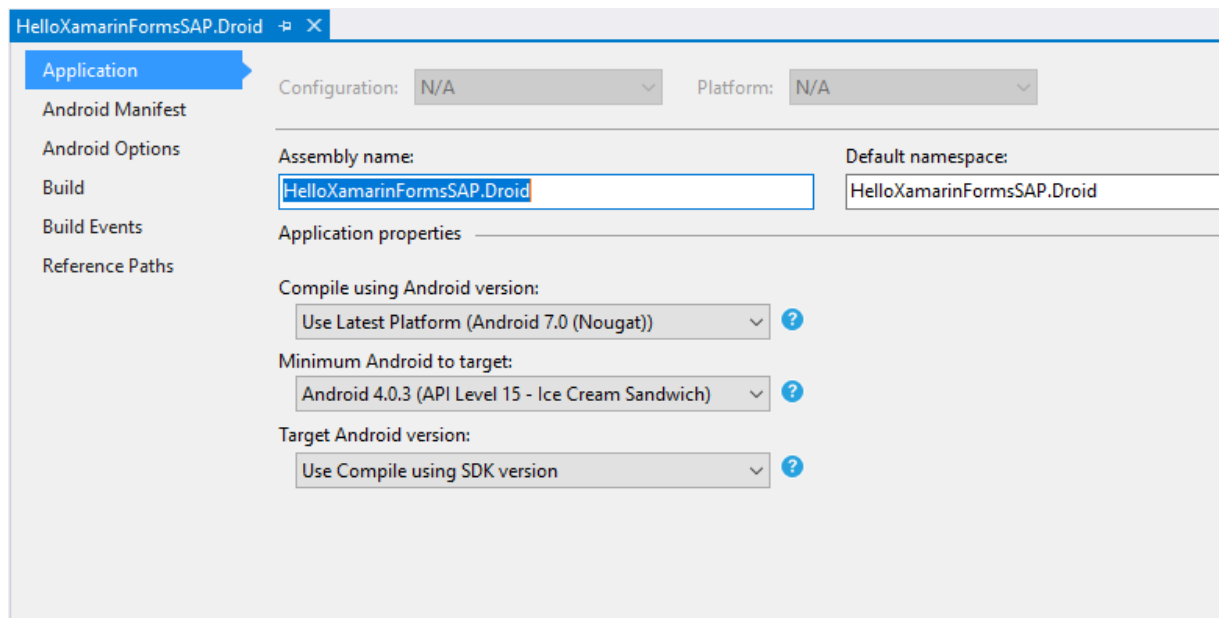 HelloXamarinFormsSAP.Droid
Application
Android Manifest
Android Options
Build
Build Events
Reference Paths
Configuration: N/A Platform: N/A
Assembly name: Default namespace:
HelloXamarinFormsSAP.Droid HelloXamarinFormsSAP.Droid
Application properties
Compile using Android version:
Use Latest Platform (Android 7.0 (Nougat)) ?
Minimum Android to target:
Android 4.0.3 (API Level 15 - Ice Cream Sandwich) ?
Target Android version:
Use Compile using SDK version ?